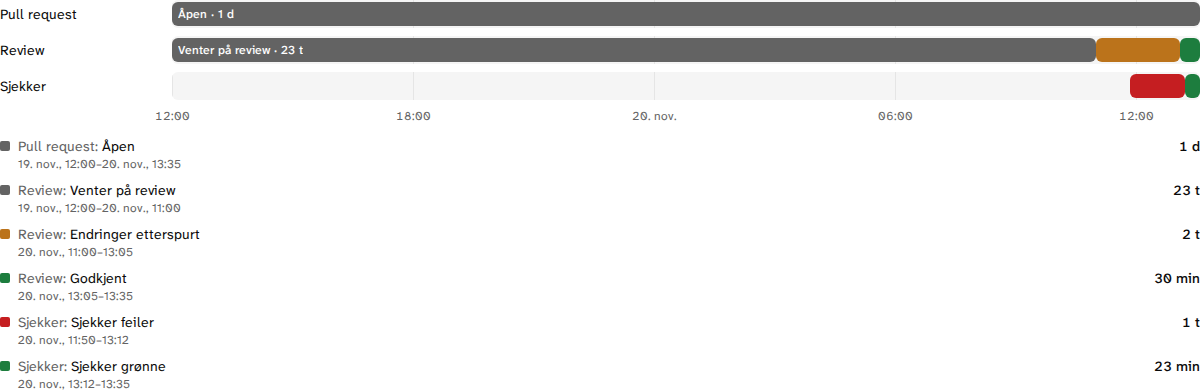 Pull request
Åpen · 1 d
Review
Venter på review · 23 t
Sjekker
12:00 18:00 20. nov. 06:00 12:00
Pull request: Åpen 1 d
19. nov., 12:00–20. nov., 13:35
Review: Venter på review 23 t
19. nov., 12:00–20. nov., 11:00
Review: Endringer etterspurt 2 t
20. nov., 11:00–13:05
Review: Godkjent 30 min
20. nov., 13:05–13:35
Sjekker: Sjekker feiler 1 t
20. nov., 11:50–13:12
Sjekker: Sjekker grønne 23 min
20. nov., 13:12–13:35